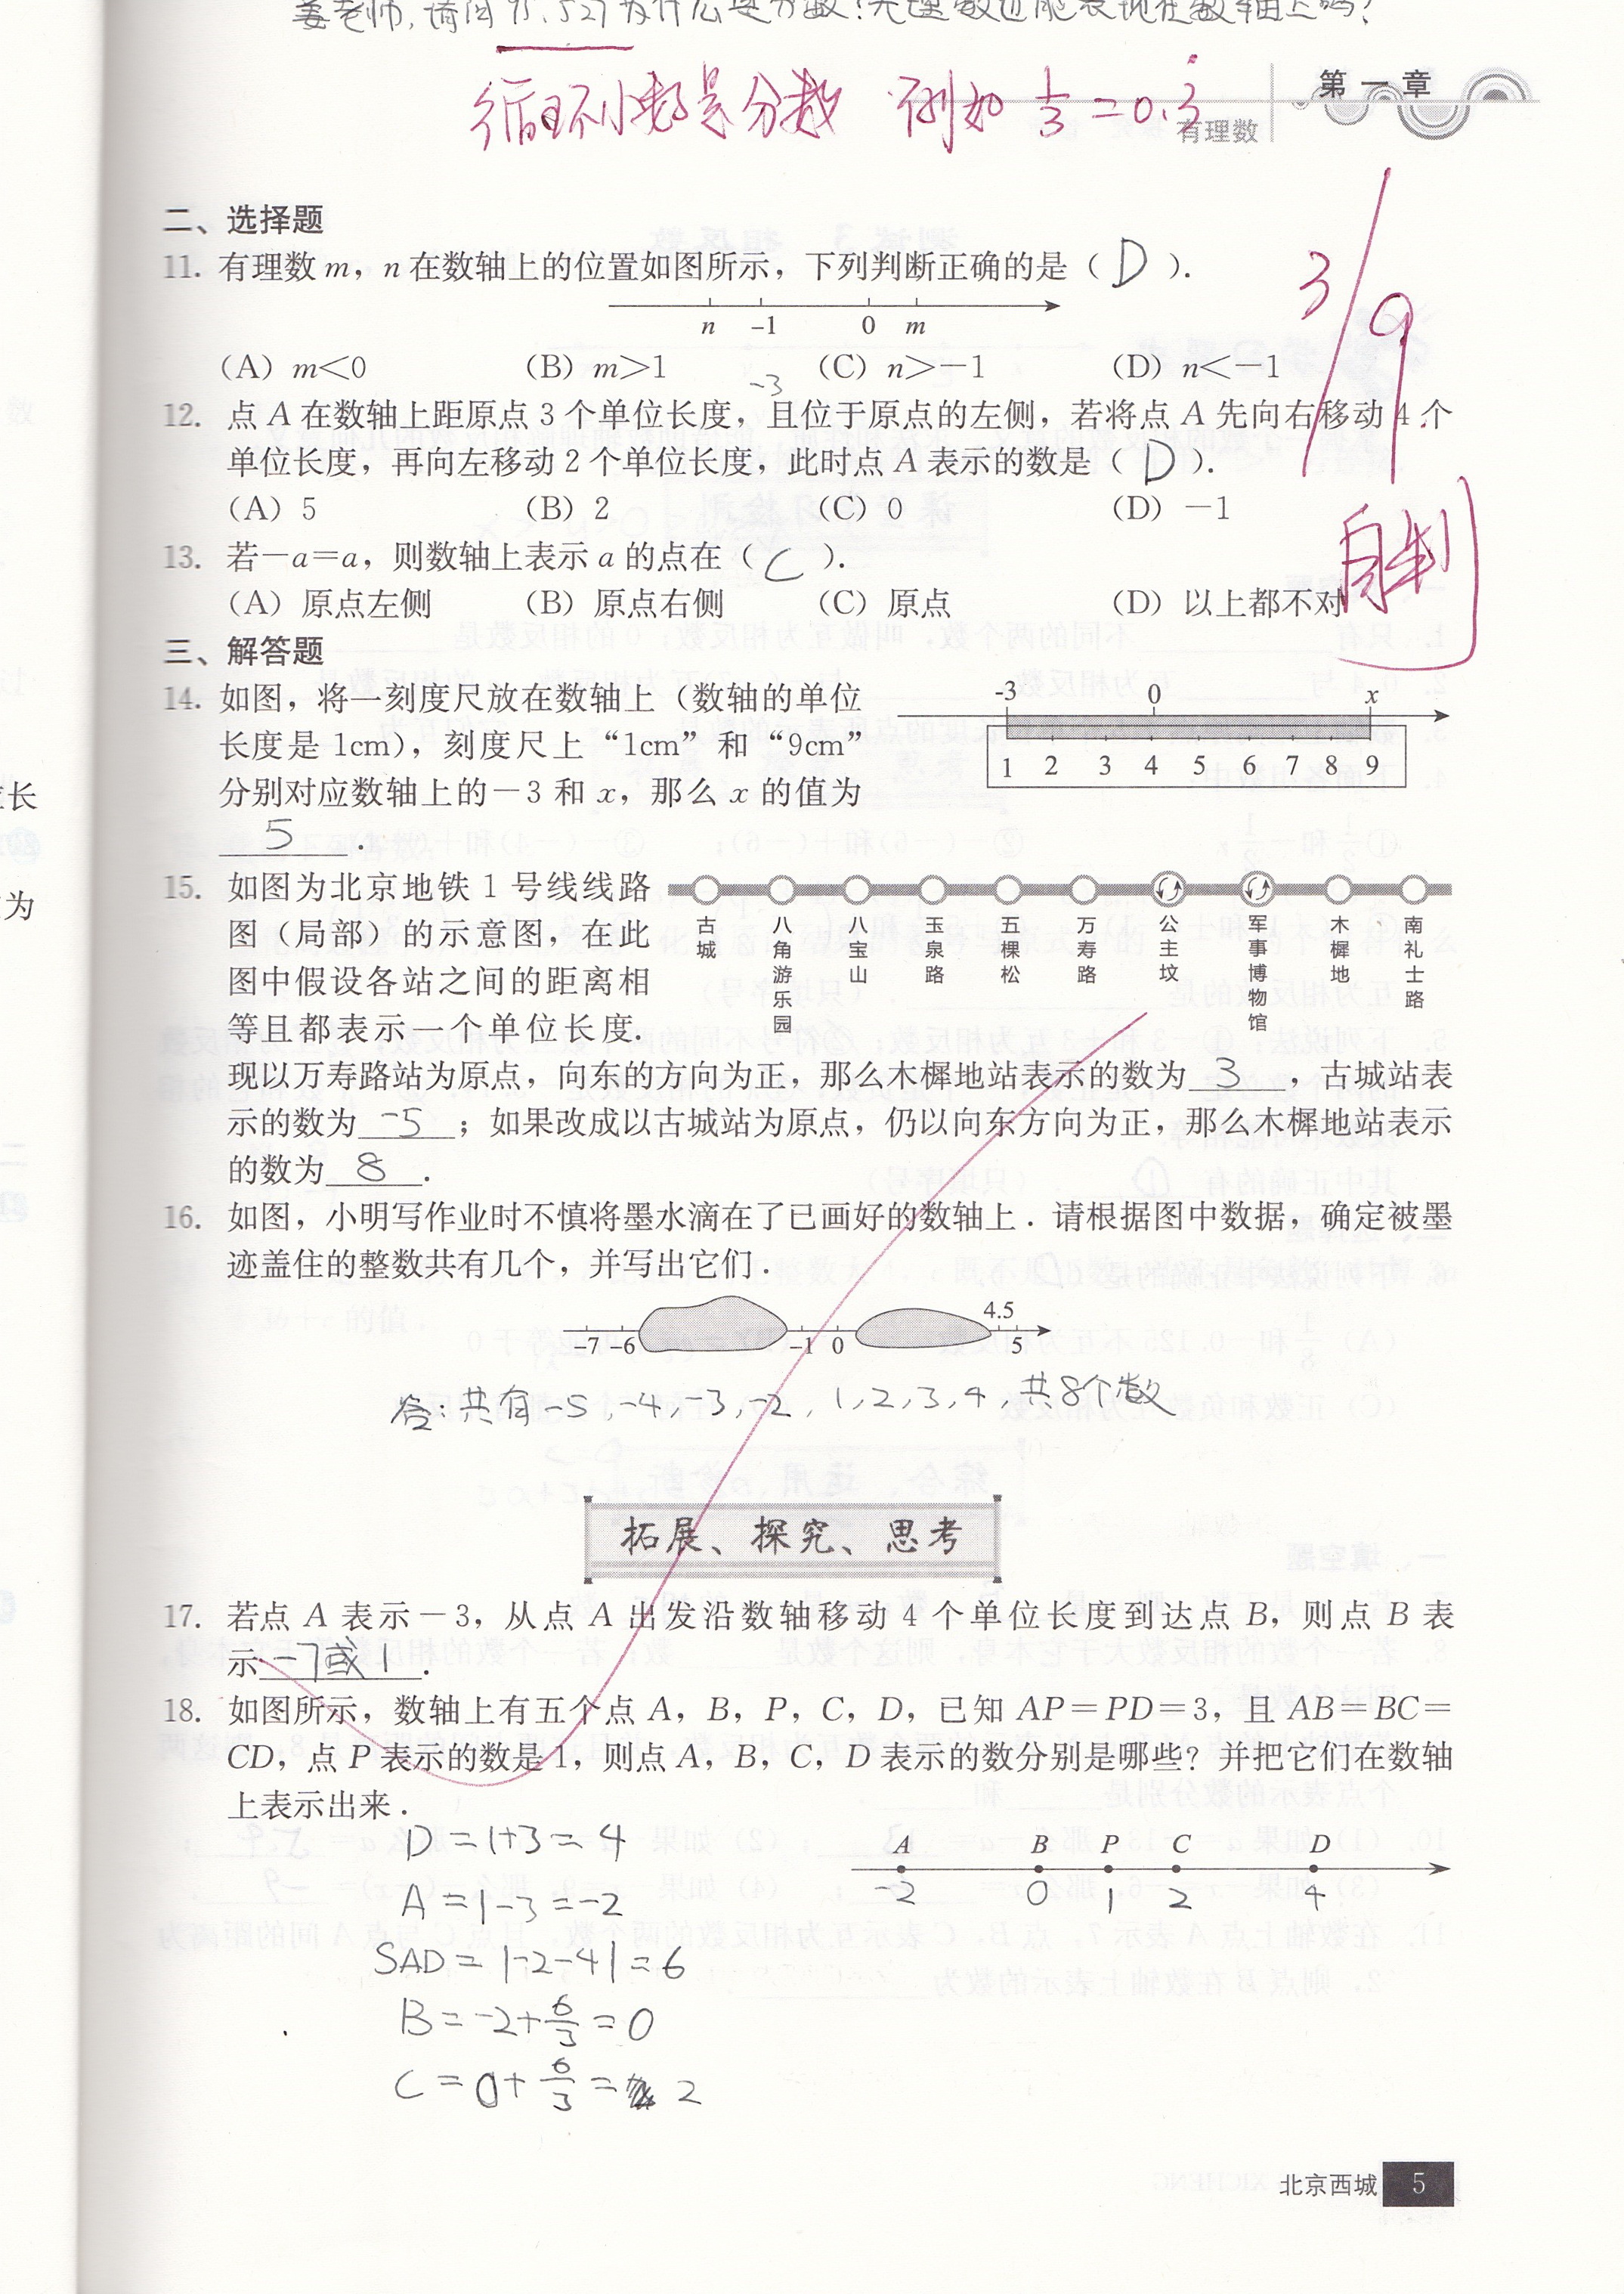 姜老师,请问 为什么是分数?无理数也能表现在数轴上吗?
循环小数是分数 例如 1/3 = 0.3̇
第一章
有理数
二、选择题
11. 有理数 m,n 在数轴上的位置如图所示,下列判断正确的是( D ).
n -1 0 m
(A) m<0 (B) m>1 (C) n>-1 (D) n<-1
-3
12. 点 A 在数轴上距原点 3 个单位长度,且位于原点的左侧,若将点 A 先向右移动 4 个
单位长度,再向左移动 2 个单位长度,此时点 A 表示的数是( D ).
(A) 5 (B) 2 (C) 0 (D) -1
13. 若-a=a,则数轴上表示 a 的点在( C ).
(A) 原点左侧 (B) 原点右侧 (C) 原点 (D) 以上都不对
3/9
三、解答题
14. 如图,将一刻度尺放在数轴上(数轴的单位
长度是 1cm),刻度尺上“1cm”和“9cm”
分别对应数轴上的-3 和 x,那么 x 的值为
5 .
-3 0 x
1 2 3 4 5 6 7 8 9
15. 如图为北京地铁 1 号线线路
图(局部)的示意图,在此
图中假设各站之间的距离相
等且都表示一个单位长度.
古城 八角游乐园 八宝山 玉泉路 五棵松 万寿路 公主坟 军事博物馆 木樨地 南礼士路
现以万寿路站为原点,向东的方向为正,那么木樨地站表示的数为 3 ,古城站表
示的数为 -5 ;如果改成以古城站为原点,仍以向东方向为正,那么木樨地站表示
的数为 8 .
16. 如图,小明写作业时不慎将墨水滴在了已画好的数轴上.请根据图中数据,确定被墨
迹盖住的整数共有几个,并写出它们.
-7 -6 -1 0 4.5 5
答:共有-5,-4,-3,-2,1,2,3,4,共8个数
拓展、探究、思考
17. 若点 A 表示-3,从点 A 出发沿数轴移动 4 个单位长度到达点 B,则点 B 表
示 -7或1 .
18. 如图所示,数轴上有五个点 A,B,P,C,D,已知 AP=PD=3,且 AB=BC=
CD,点 P 表示的数是 1,则点 A,B,C,D 表示的数分别是哪些?并把它们在数轴
上表示出来.
D=1+3=4
A=1-3=-2
SAD=|-2-4|=6
B=-2+6/3=0
C=0+6/3=2
A B P C D
-2 0 1 2 4
北京西城 5